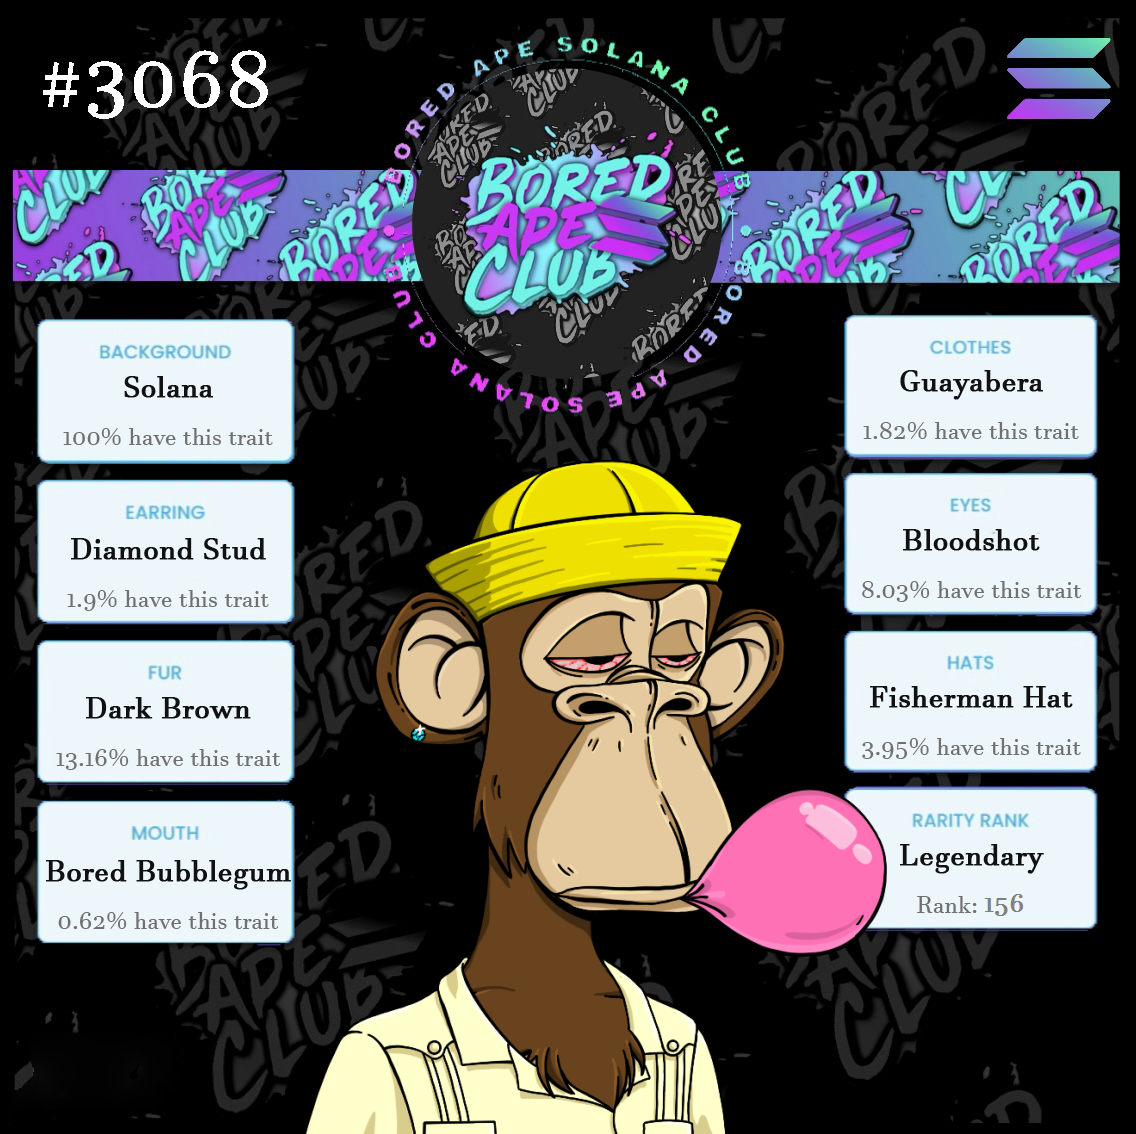 #3068
BORED APE SOLANA CLUB
BORED
APE
CLUB
BORED APE SOLANA CLUB
BACKGROUND
Solana
100% have this trait
EARRING
Diamond Stud
1.9% have this trait
FUR
Dark Brown
13.16% have this trait
MOUTH
Bored Bubblegum
0.62% have this trait
CLOTHES
Guayabera
1.82% have this trait
EYES
Bloodshot
8.03% have this trait
HATS
Fisherman Hat
3.95% have this trait
RARITY RANK
Legendary
Rank: 156